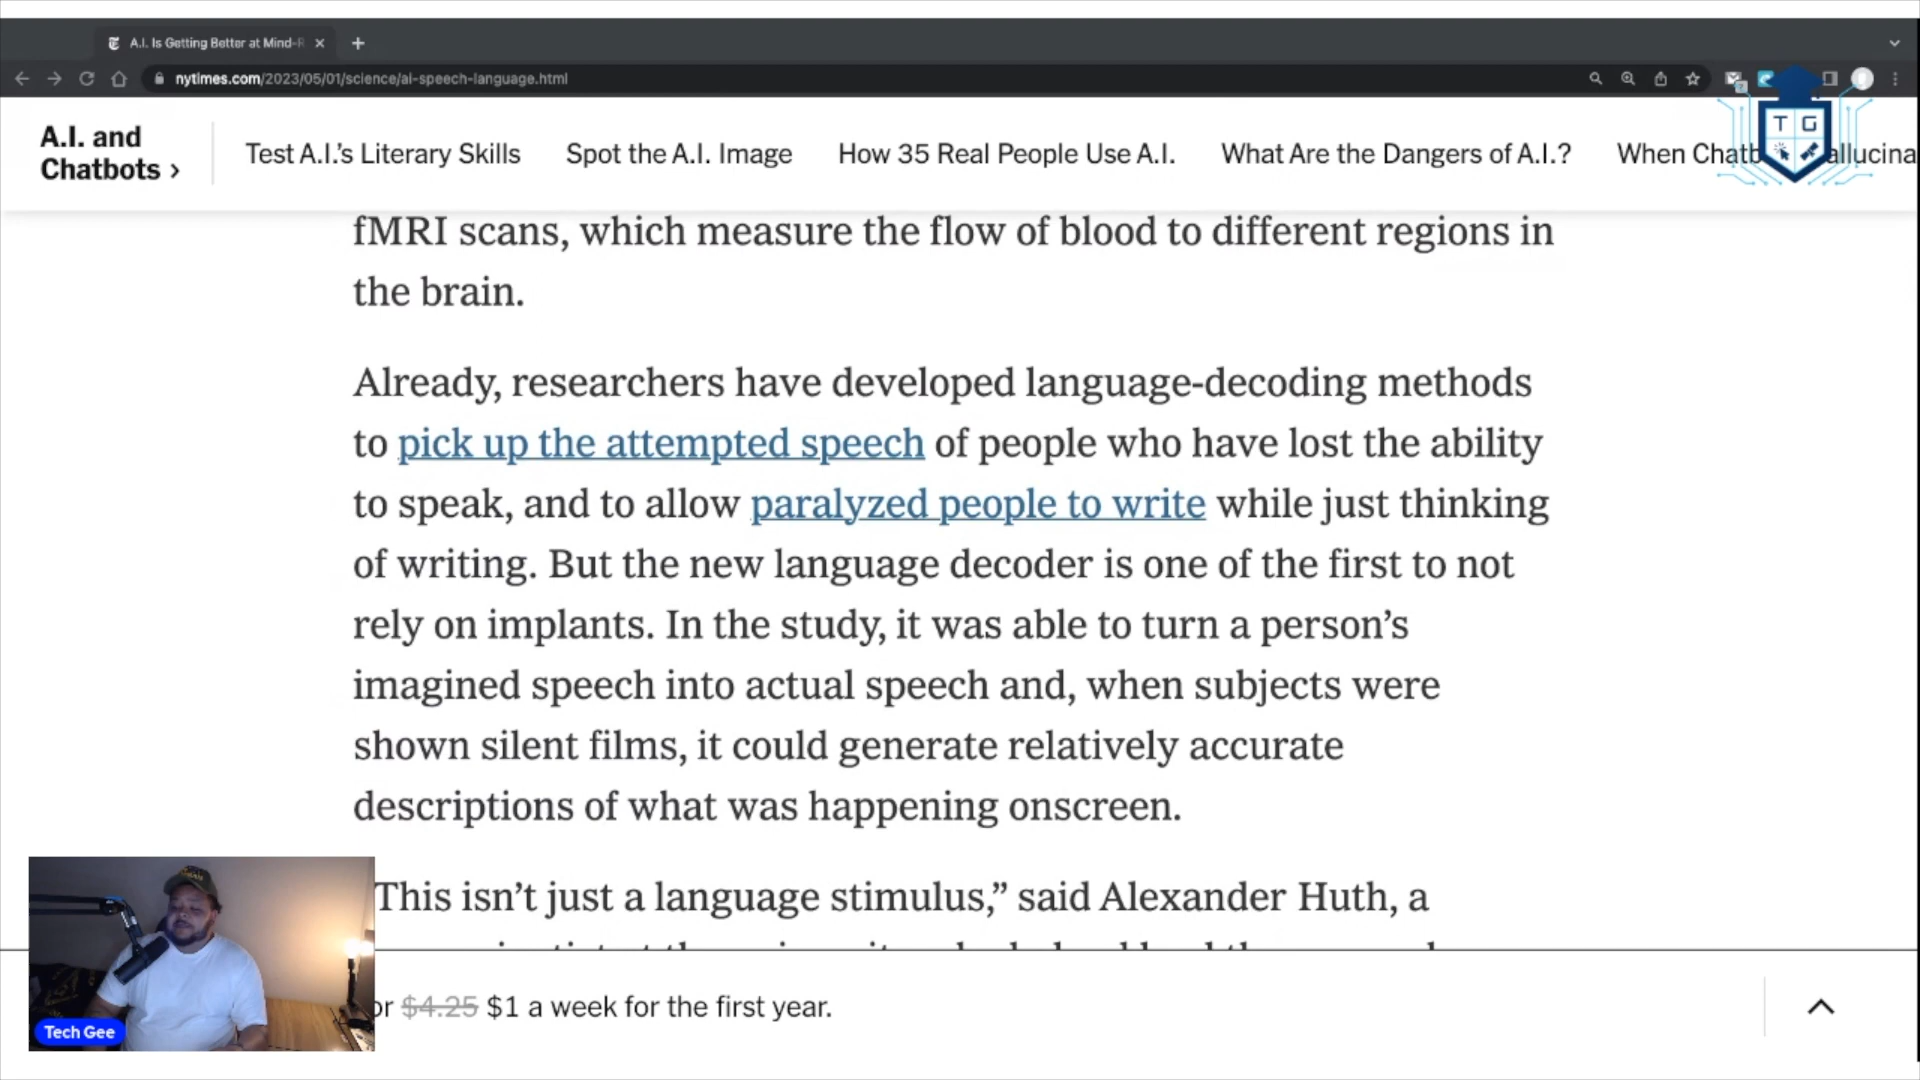 A.I. Is Getting Better at Mind-R
nytimes.com/2023/05/01/science/ai-speech-language.html
A.I. and
Chatbots ›
Test A.I.'s Literary Skills
Spot the A.I. Image
How 35 Real People Use A.I.
What Are the Dangers of A.I.?
When Chatb
allucina
T G
fMRI scans, which measure the flow of blood to different regions in
the brain.
Already, researchers have developed language-decoding methods
to pick up the attempted speech of people who have lost the ability
to speak, and to allow paralyzed people to write while just thinking
of writing. But the new language decoder is one of the first to not
rely on implants. In the study, it was able to turn a person’s
imagined speech into actual speech and, when subjects were
shown silent films, it could generate relatively accurate
descriptions of what was happening onscreen.
This isn’t just a language stimulus,” said Alexander Huth, a
or $4.25 $1 a week for the first year.
Tech Gee